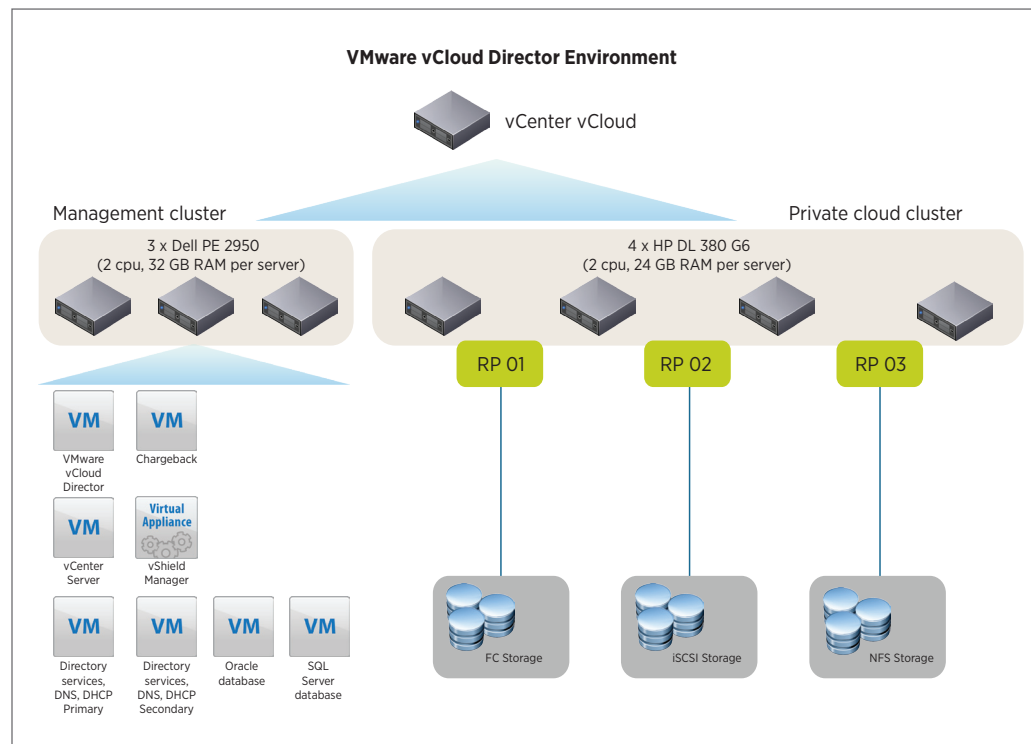 VMware vCloud Director Environment
vCenter vCloud
Management cluster
Private cloud cluster
3 x Dell PE 2950
(2 cpu, 32 GB RAM per server)
4 x HP DL 380 G6
(2 cpu, 24 GB RAM per server)
RP 01
RP 02
RP 03
VM
VMware
vCloud
Director
VM
Chargeback
VM
vCenter
Server
Virtual
Appliance
vShield
Manager
VM
Directory
services,
DNS, DHCP
Primary
VM
Directory
services,
DNS, DHCP
Secondary
VM
Oracle
database
VM
SQL
Server
database
FC Storage
iSCSI Storage
NFS Storage